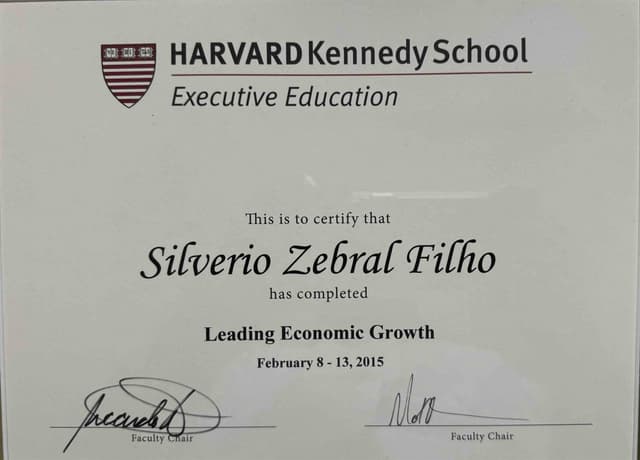 HARVARD Kennedy School
Executive Education
This is to certify that
Silverio Zebral Filho
has completed
Leading Economic Growth
February 8 - 13, 2015
Faculty Chair
Faculty Chair